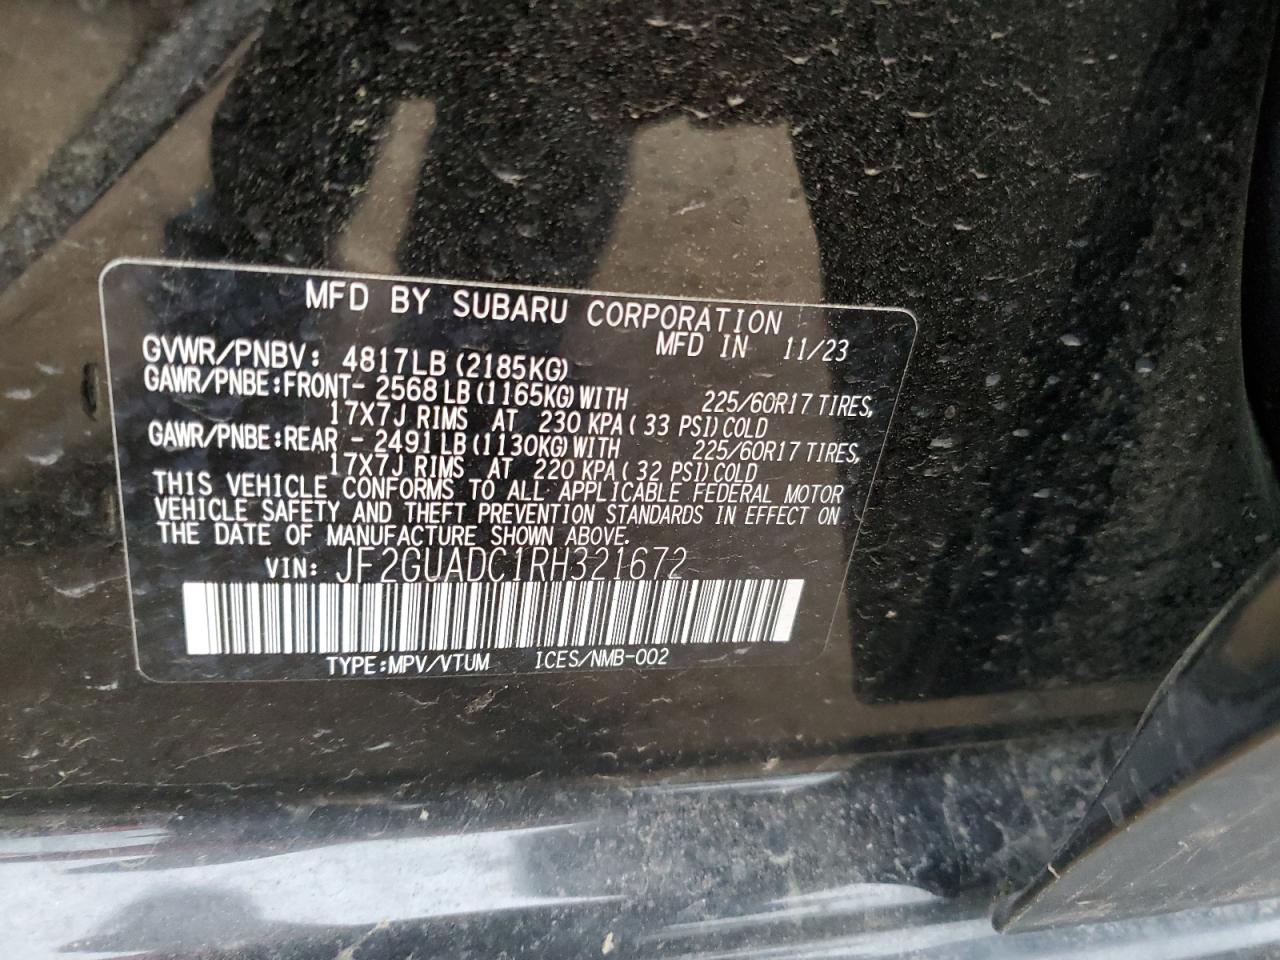 MFD BY SUBARU CORPORATION
MFD IN 11/23
GVWR/PNBV: 4817LB (2185KG)
GAWR/PNBE:FRONT- 2568 LB (1165KG) WITH 225/60R17 TIRES,
17X7J RIMS AT 230 KPA ( 33 PSI) COLD
GAWR/PNBE:REAR - 2491 LB (1130KG) WITH 225/60R17 TIRES,
17X7J RIMS AT 220 KPA ( 32 PSI) COLD
THIS VEHICLE CONFORMS TO ALL APPLICABLE FEDERAL MOTOR
VEHICLE SAFETY AND THEFT PREVENTION STANDARDS IN EFFECT ON
THE DATE OF MANUFACTURE SHOWN ABOVE.
VIN: JF2GUADC1RH321672
TYPE:MPV/VTUM ICES/NMB-002